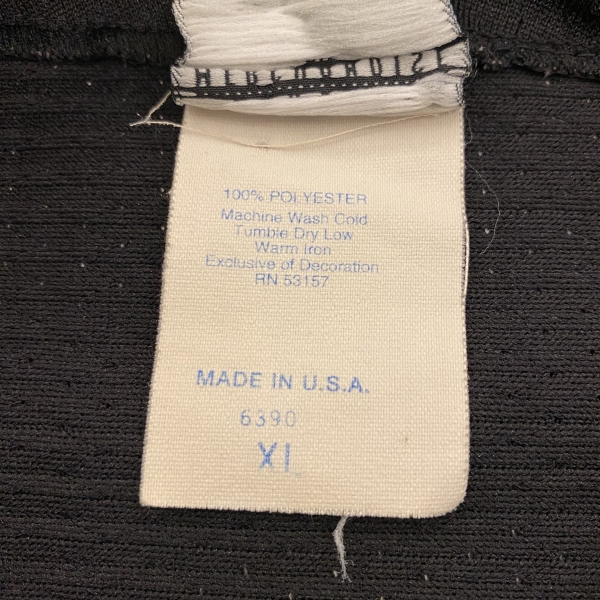 100% POLYESTER
Machine Wash Cold
Tumble Dry Low
Warm Iron
Exclusive of Decoration
RN 53157
MADE IN U.S.A.
6390
XL